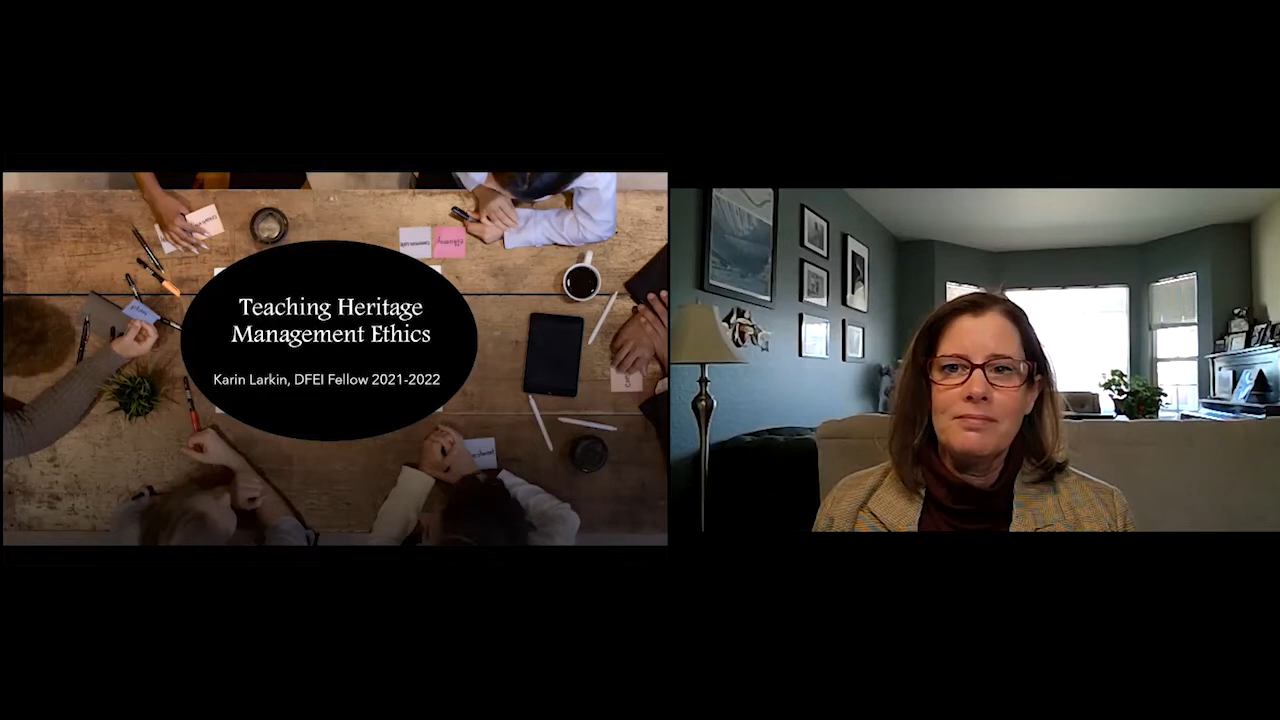 Teaching Heritage
Management Ethics
Karin Larkin, DFEI Fellow 2021-2022